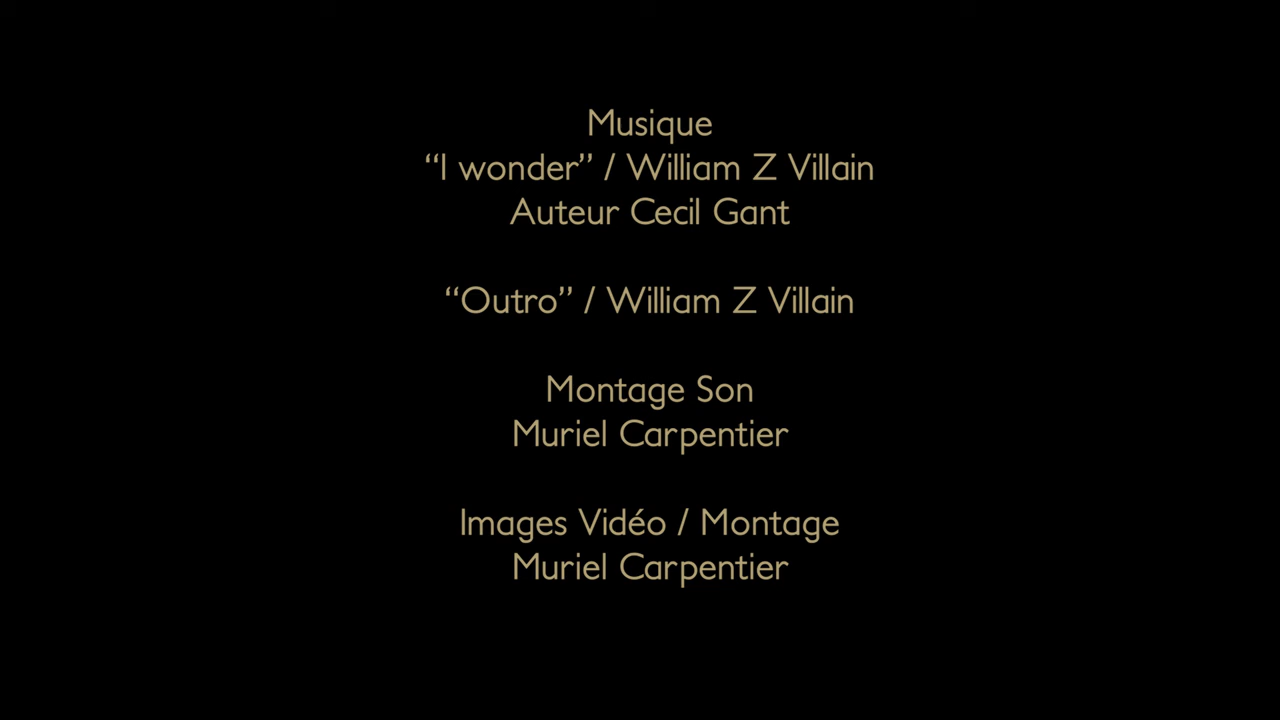 Musique
“I wonder” / William Z Villain
Auteur Cecil Gant
“Outro” / William Z Villain
Montage Son
Muriel Carpentier
Images Vidéo / Montage
Muriel Carpentier